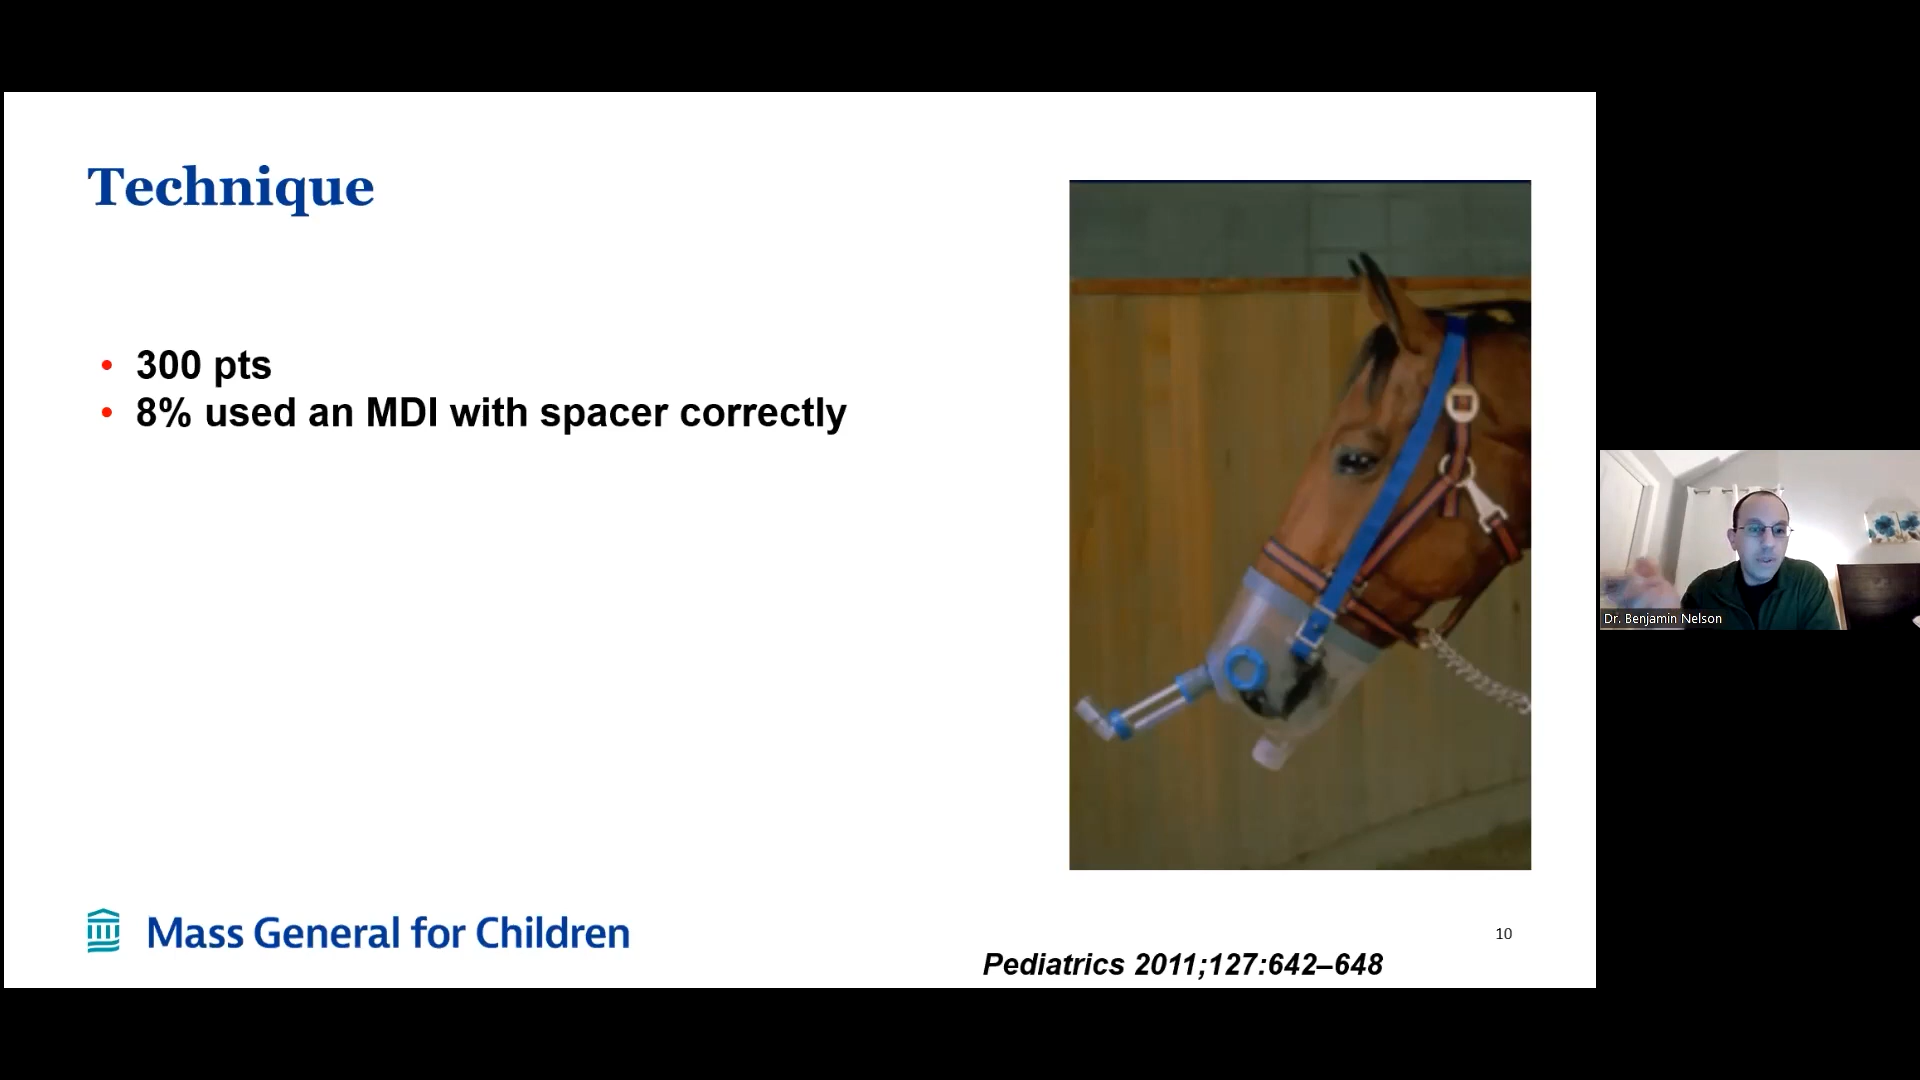 Technique
• 300 pts
• 8% used an MDI with spacer correctly
Mass General for Children
10
Pediatrics 2011;127:642–648
Dr. Benjamin Nelson